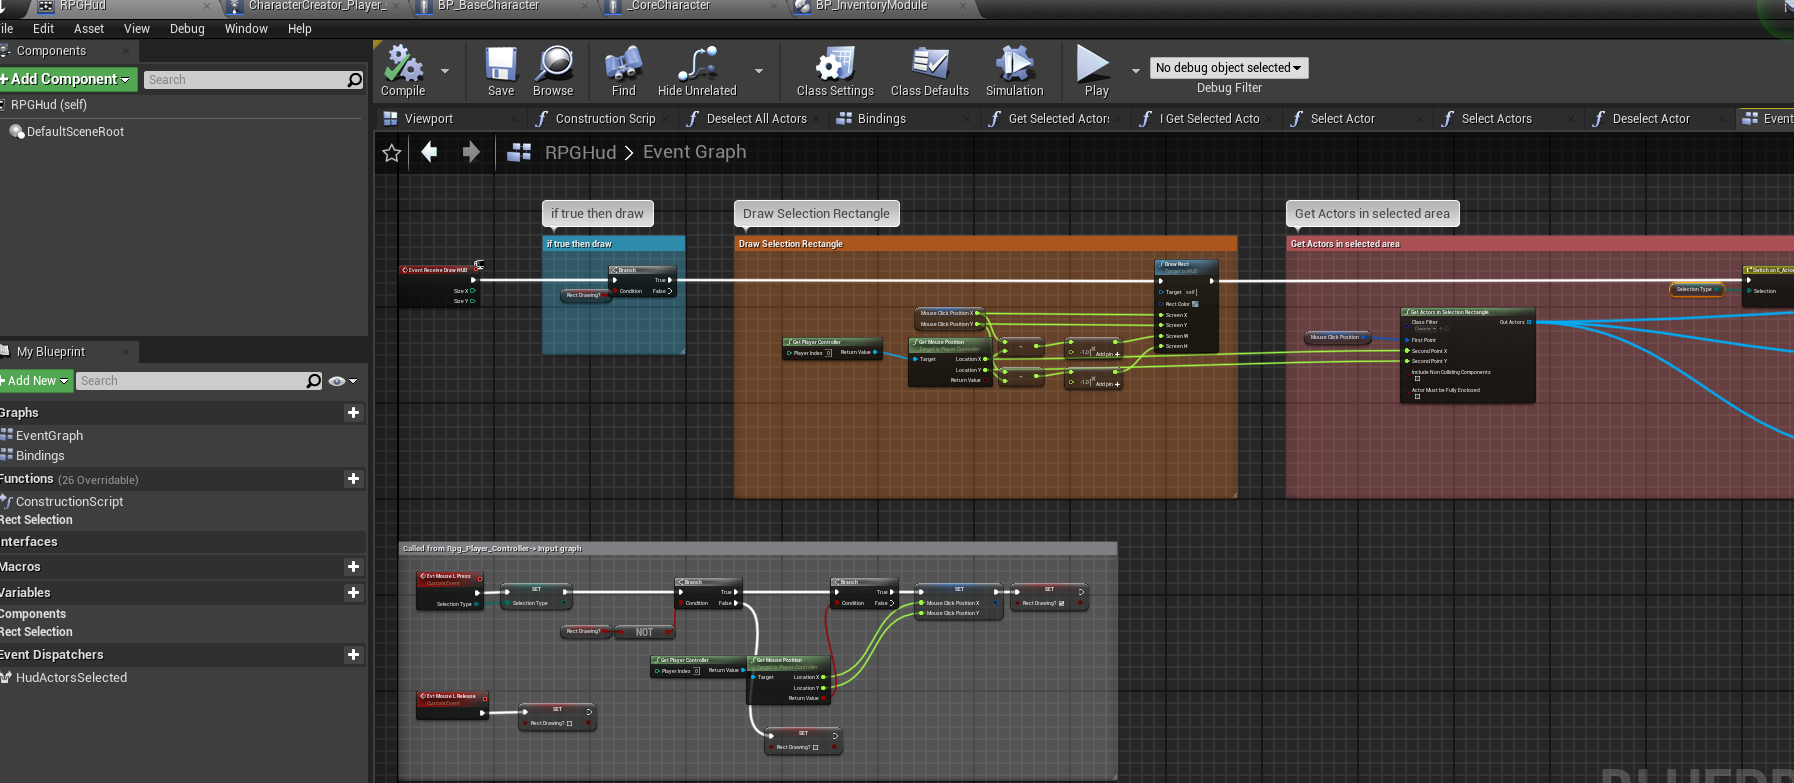 RPGHud
CharacterCreator_Player_
BP_BaseCharacter
_CoreCharacter
BP_InventoryModule
ile Edit Asset View Debug Window Help
Components
+Add Component
Search
RPGHud (self)
DefaultSceneRoot
Compile
Save
Browse
Find
Hide Unrelated
Class Settings
Class Defaults
Simulation
Play
No debug object selected
Debug Filter
Viewport
Construction Scrip
Deselect All Actors
Bindings
Get Selected Actors
I Get Selected Acto
Select Actor
Select Actors
Deselect Actor
Event
RPGHud > Event Graph
My Blueprint
Add New
Search
Graphs
EventGraph
Bindings
Functions (26 Overridable)
ConstructionScript
Rect Selection
nterfaces
Macros
Variables
Components
Rect Selection
Event Dispatchers
HudActorsSelected
if true then draw
if true then draw
Event Receive Draw HUD
Size X
Size Y
Branch
True
Condition
False
Rect Drawing?
Draw Selection Rectangle
Draw Selection Rectangle
Draw Rect
Target is HUD
Target self
Rect Color
Screen X
Screen Y
Screen W
Screen H
Mouse Click Position X
Mouse Click Position Y
Get Player Controller
Player Index 0
Return Value
Get Mouse Position
Target is Player Controller
Target
Location X
Location Y
Return Value
-1.0
Add pin +
-1.0
Add pin +
Get Actors in selected area
Get Actors in selected area
Mouse Click Position
Get Actors in Selection Rectangle
Class Filter
Out Actors
First Point
Second Point X
Second Point Y
Include Non Colliding Components
Actor Must be Fully Enclosed
Selection Type
Switch on E_Actor
Selection
Called from Rpg_Player_Controller-> Input graph
Evt Mouse L Press
Custom Event
Selection Type
SET
Selection Type
Branch
True
Condition
False
Rect Drawing?
NOT
Branch
True
Condition
False
SET
Mouse Click Position X
Mouse Click Position Y
SET
Rect Drawing?
Get Player Controller
Player Index 0
Return Value
Get Mouse Position
Target is Player Controller
Target
Location X
Location Y
Return Value
Evt Mouse L Release
Custom Event
SET
Rect Drawing?
SET
Rect Drawing?